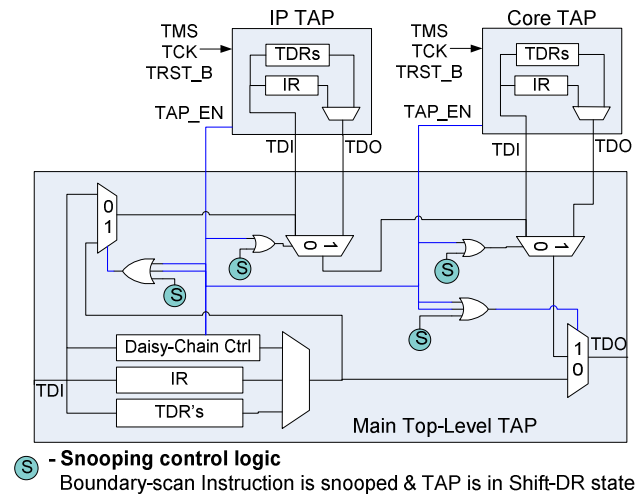 IP TAP
Core TAP
TMS
TCK
TRST_B
TDRs
IR
TAP_EN
TDI
TDO
TMS
TCK
TRST_B
TDRs
IR
TAP_EN
TDI
TDO
0
1
1
0
1
0
S
S
S
S
Daisy-Chain Ctrl
IR
TDR's
TDI
1
0
TDO
Main Top-Level TAP
S - Snooping control logic
Boundary-scan Instruction is snooped & TAP is in Shift-DR state